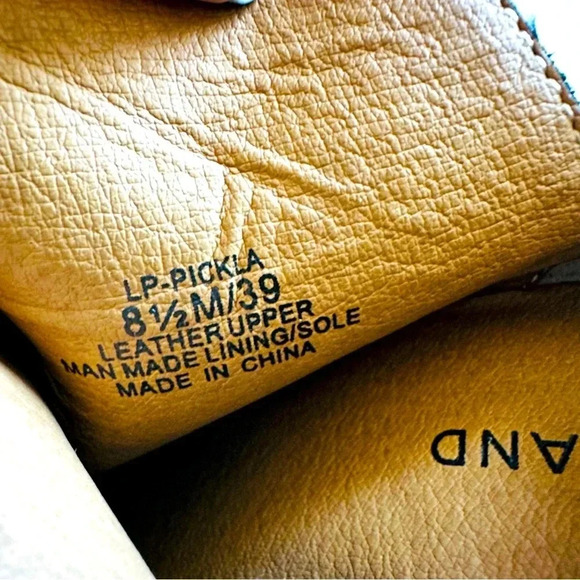 LP-PICKLA
8½M/39
LEATHER UPPER
MAN MADE LINING/SOLE
MADE IN CHINA
AND